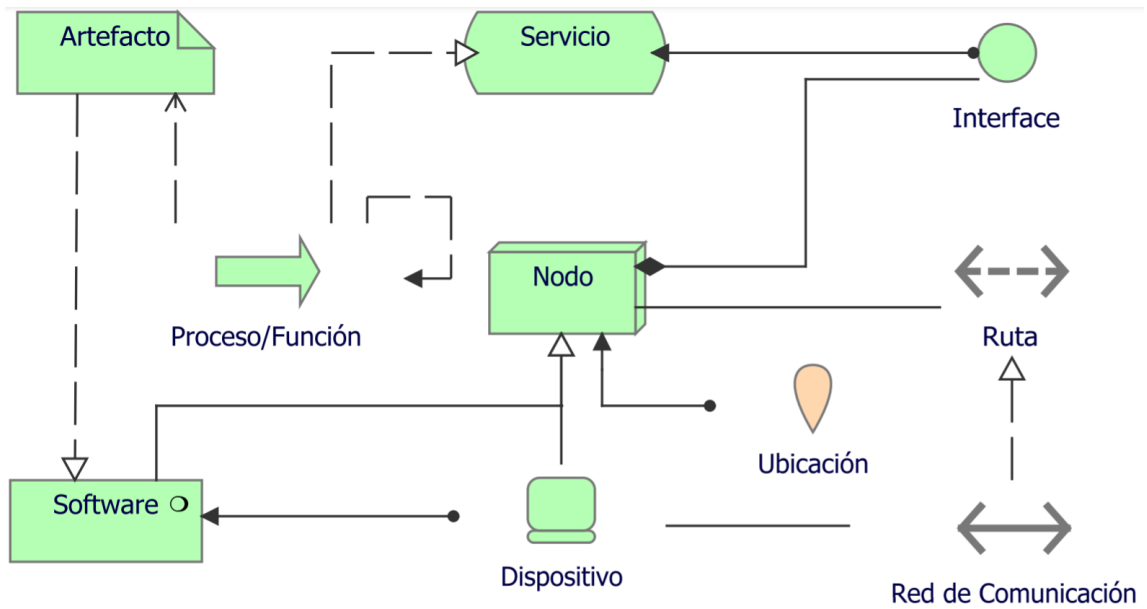 Artefacto
Servicio
Interface
Nodo
Proceso/Función
Ruta
Ubicación
Software
Dispositivo
Red de Comunicación